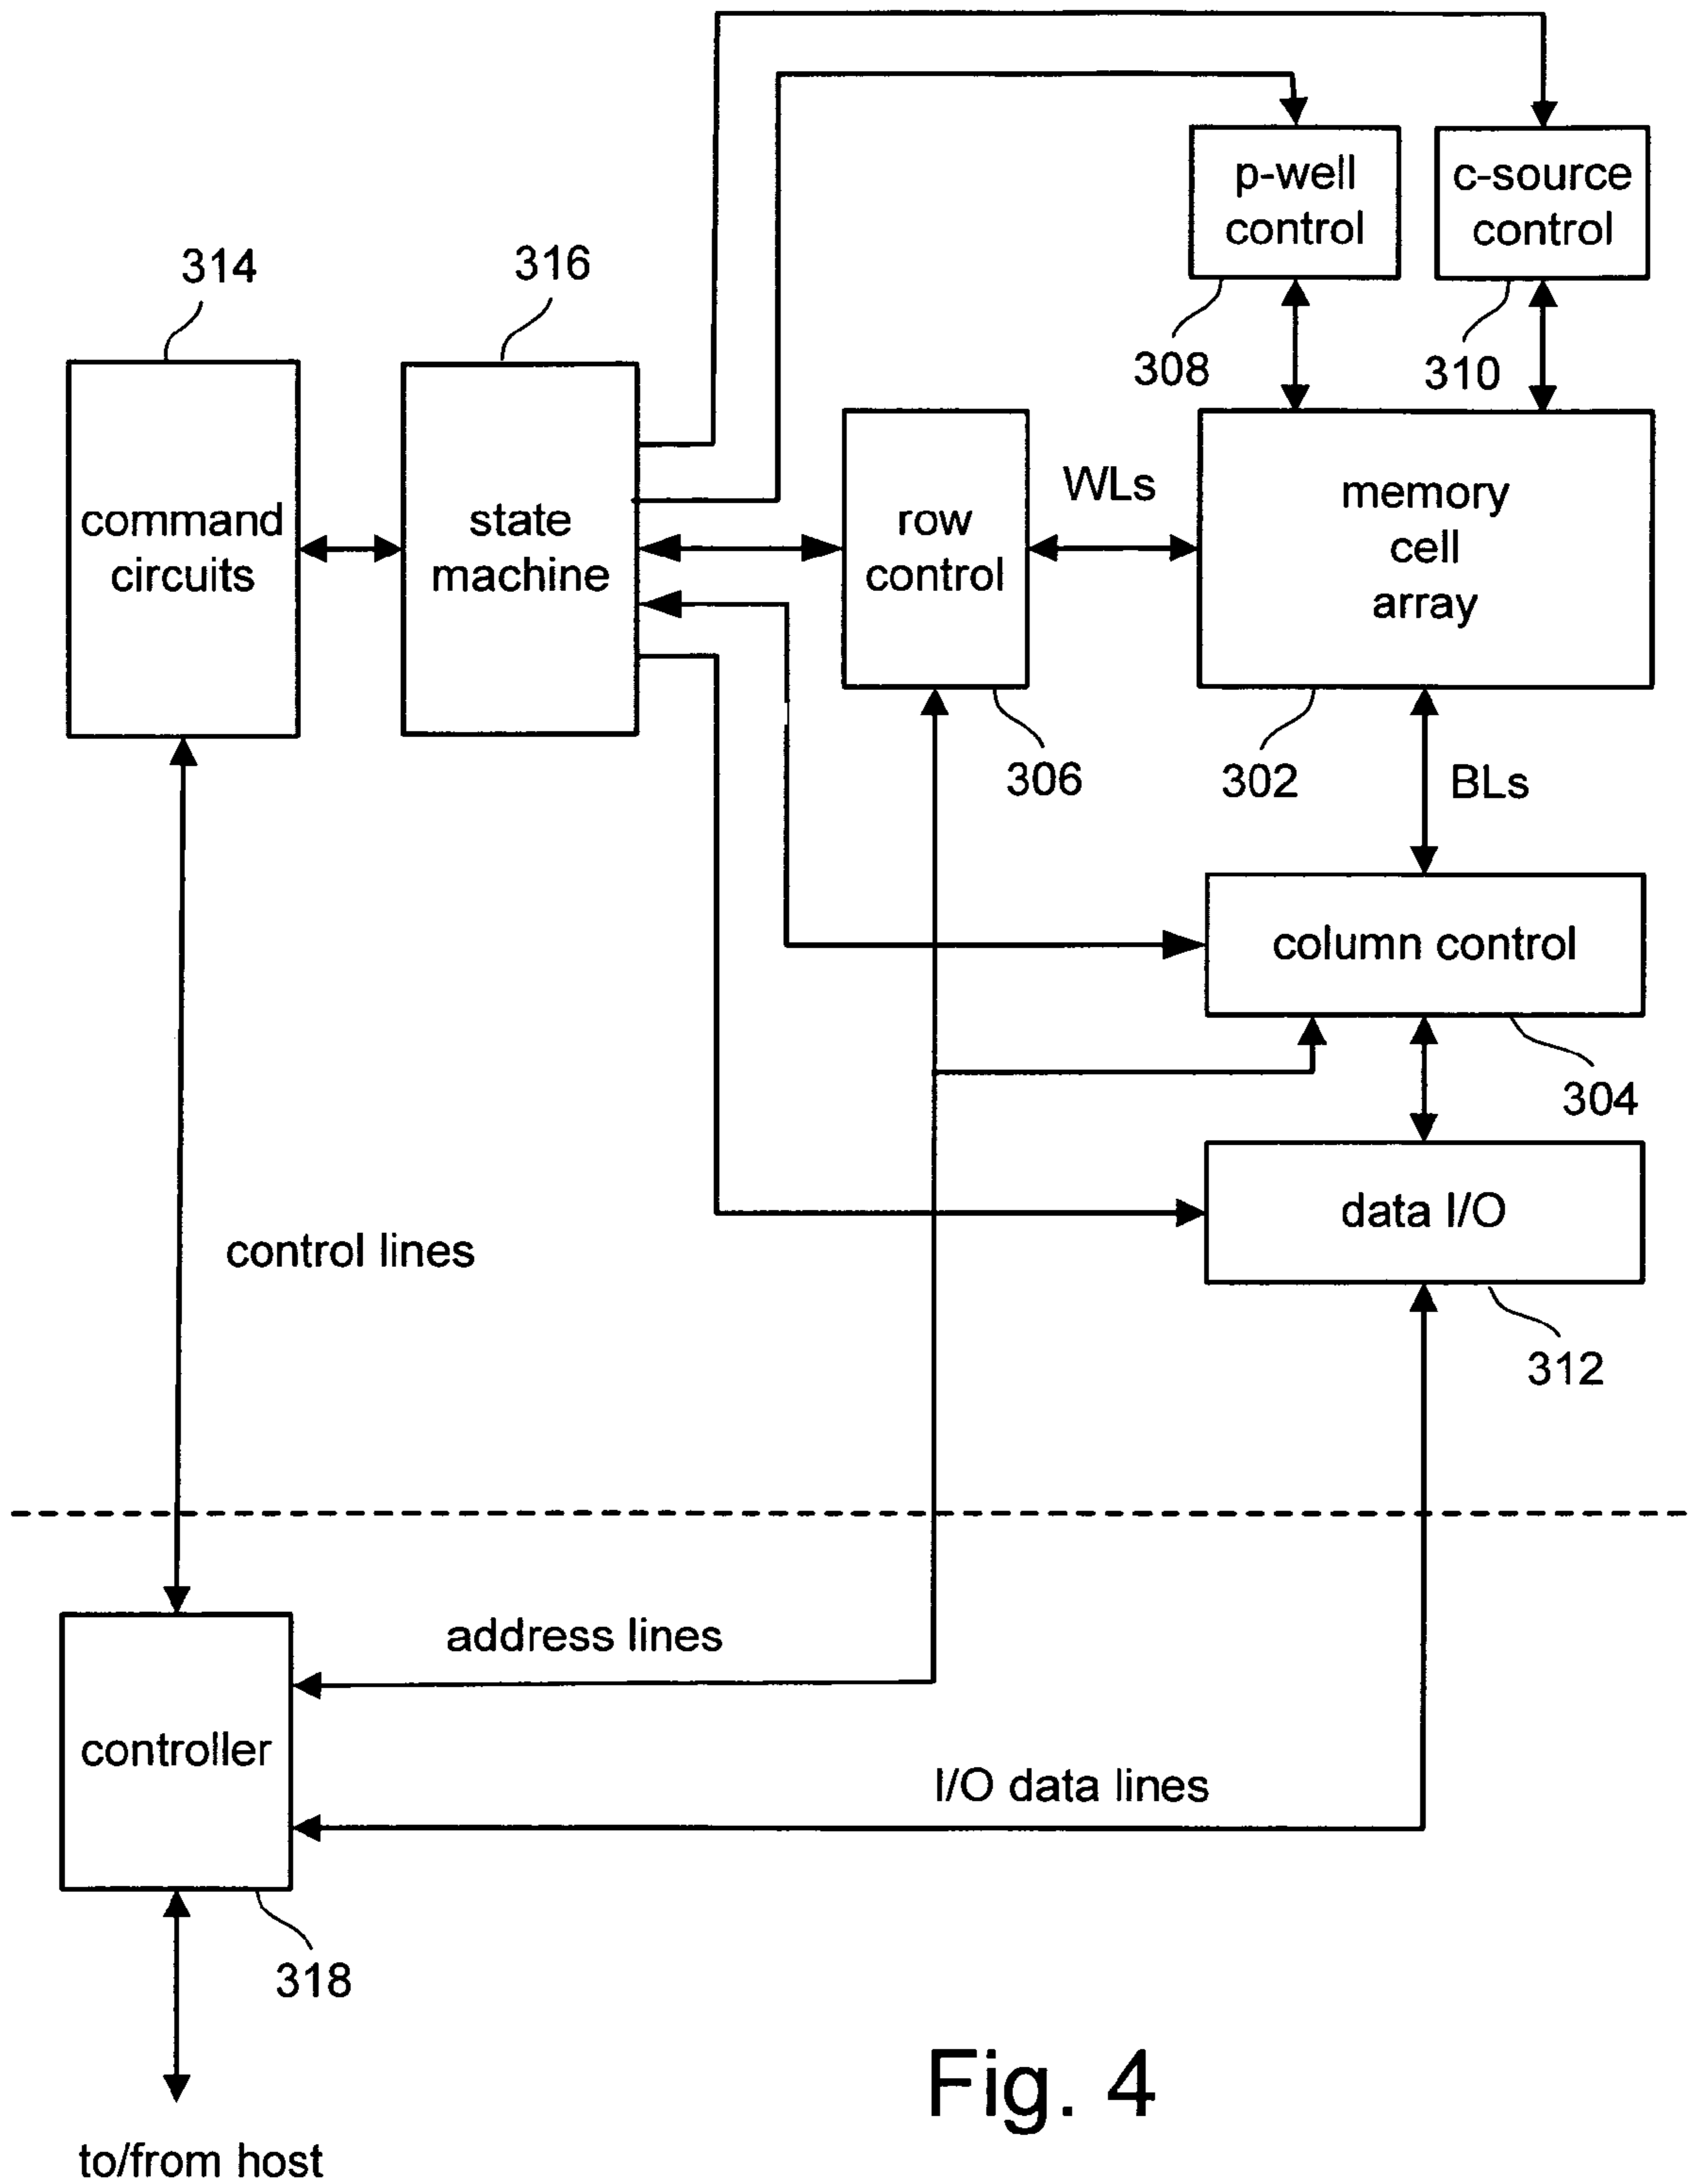 p-well
control
c-source
control
314
316
308
310
command
circuits
state
machine
row
control
WLs
memory
cell
array
306
302
BLs
column control
304
data I/O
control lines
312
address lines
controller
I/O data lines
318
Fig. 4
to/from host